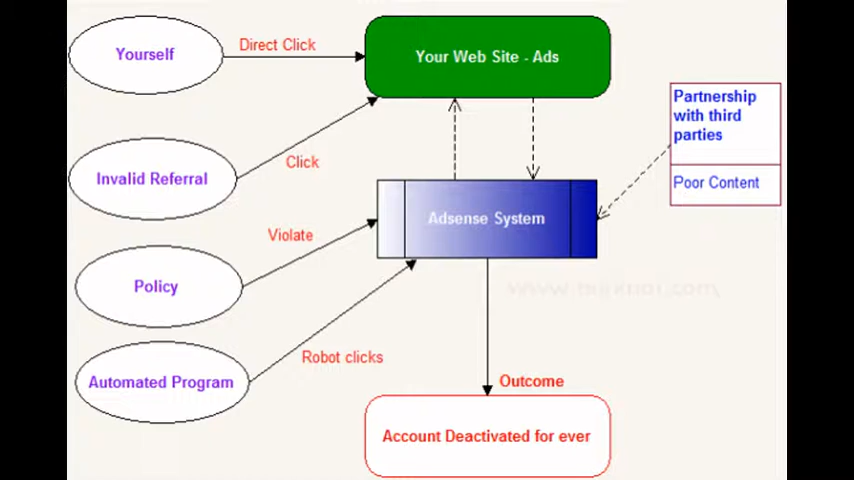 Yourself
Direct Click
Your Web Site - Ads
Partnership
with third
parties
Poor Content
Invalid Referral
Click
Adsense System
Violate
Policy
Robot clicks
Automated Program
Outcome
Account Deactivated for ever